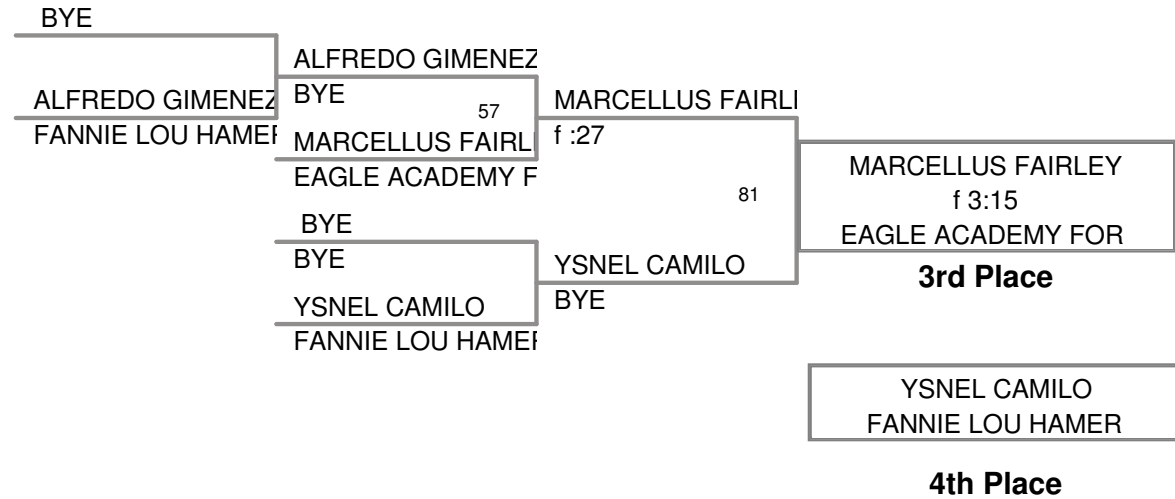 BYE
ALFREDO GIMENEZ
FANNIE LOU HAMER
ALFREDO GIMENEZ
BYE
57
MARCELLUS FAIRL
EAGLE ACADEMY F
BYE
BYE
YSNEL CAMILO
FANNIE LOU HAMER
MARCELLUS FAIRLI
f :27
81
YSNEL CAMILO
BYE
MARCELLUS FAIRLEY
f 3:15
EAGLE ACADEMY FOR
3rd Place
YSNEL CAMILO
FANNIE LOU HAMER
4th Place